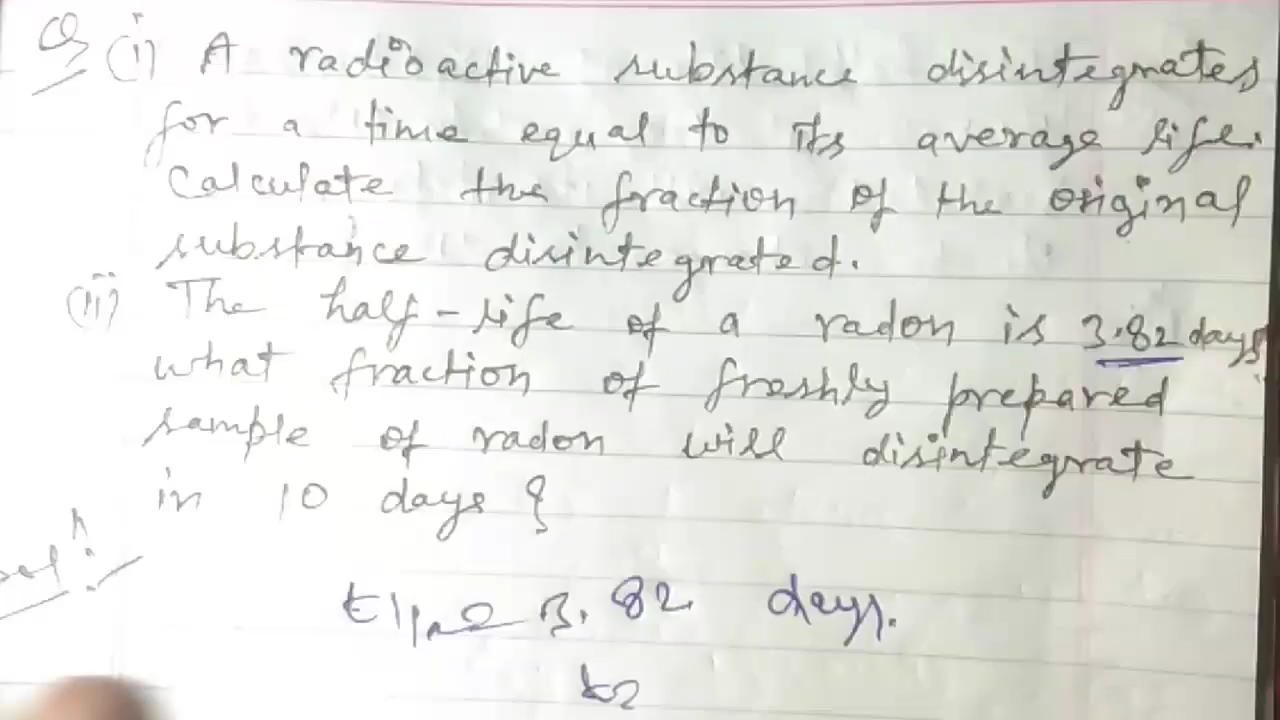 Q (i) A radioactive substance disintegrates
for a time equal to its average life.
Calculate the fraction of the original
substance disintegrated.
(ii) The half-life of a radon is 3.82 days
what fraction of freshly prepared
sample of radon will disintegrate
in 10 days
t1/2 = 3.82 days.